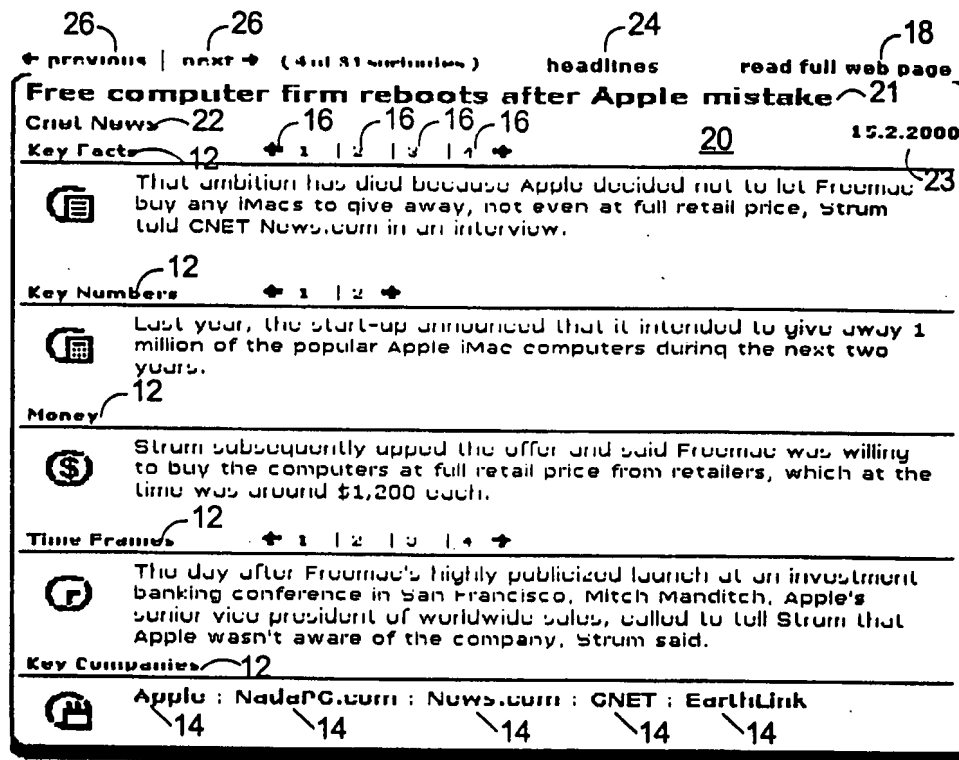 26 26 24 18
← previous | next → ( 4 of 81 articles ) headlines read full web page
Free computer firm reboots after Apple mistake 21
Cnet News 22 16 16 16 16 20 15.2.2000
Key Facts 12 ← 1 | 2 | 3 | 4 → 23
That ambition has died because Apple decided not to let Freemac
buy any iMacs to give away, not even at full retail price, Strum
told CNET News.com in an interview.
12
Key Numbers ← 1 | 2 →
Last year, the start-up announced that it intended to give away 1
million of the popular Apple iMac computers during the next two
years.
12
Money
Strum subsequently upped the offer and said Freemac was willing
to buy the computers at full retail price from retailers, which at the
time was around $1,200 each.
12
Time Frames ← 1 | 2 | 3 | 4 →
The day after Freemac's highly publicized launch at an investment
banking conference in San Francisco, Mitch Manditch, Apple's
senior vice president of worldwide sales, called to tell Strum that
Apple wasn't aware of the company, Strum said.
Key Companies 12
Apple : NadaPC.com : News.com : CNET : EarthLink
14 14 14 14 14